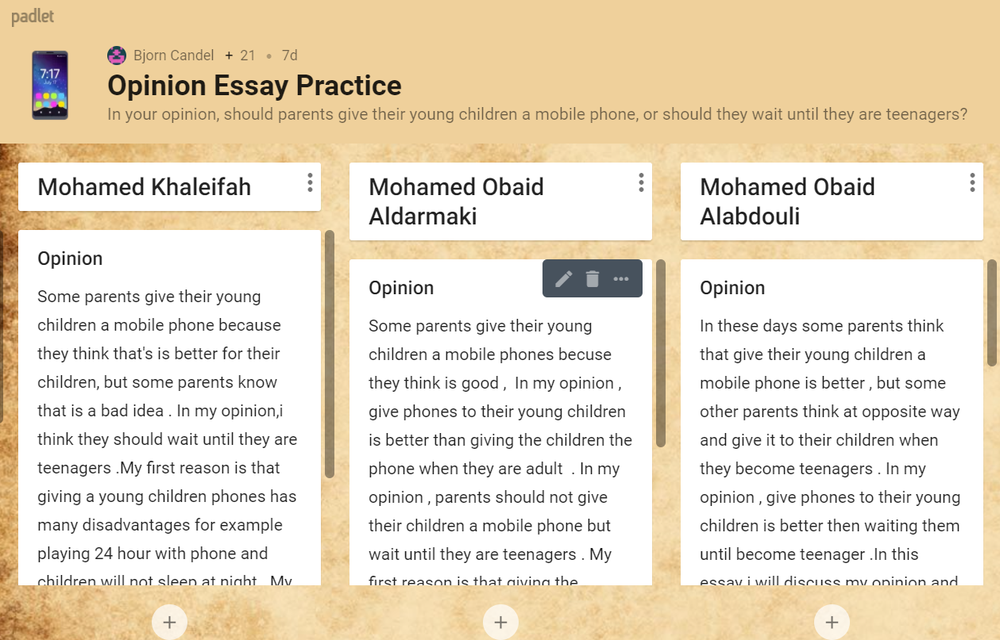 padlet
7:17
July 17
Bjorn Candel + 21 • 7d
Opinion Essay Practice
In your opinion, should parents give their young children a mobile phone, or should they wait until they are teenagers?
Mohamed Khaleifah
Opinion
Some parents give their young
children a mobile phone because
they think that's is better for their
children, but some parents know
that is a bad idea . In my opinion,i
think they should wait until they are
teenagers .My first reason is that
giving a young children phones has
many disadvantages for example
playing 24 hour with phone and
children will not sleep at night . My
Mohamed Obaid
Aldarmaki
Opinion
Some parents give their young
children a mobile phones becuse
they think is good ,  In my opinion ,
give phones to their young children
is better than giving the children the
phone when they are adult  . In my
opinion , parents should not give
their children a mobile phone but
wait until they are teenagers . My
first reason is that giving the
Mohamed Obaid
Alabdouli
Opinion
In these days some parents think
that give their young children a
mobile phone is better , but some
other parents think at opposite way
and give it to their children when
they become teenagers . In my
opinion , give phones to their young
children is better then waiting them
until become teenager .In this
essay i will discuss my opinion and